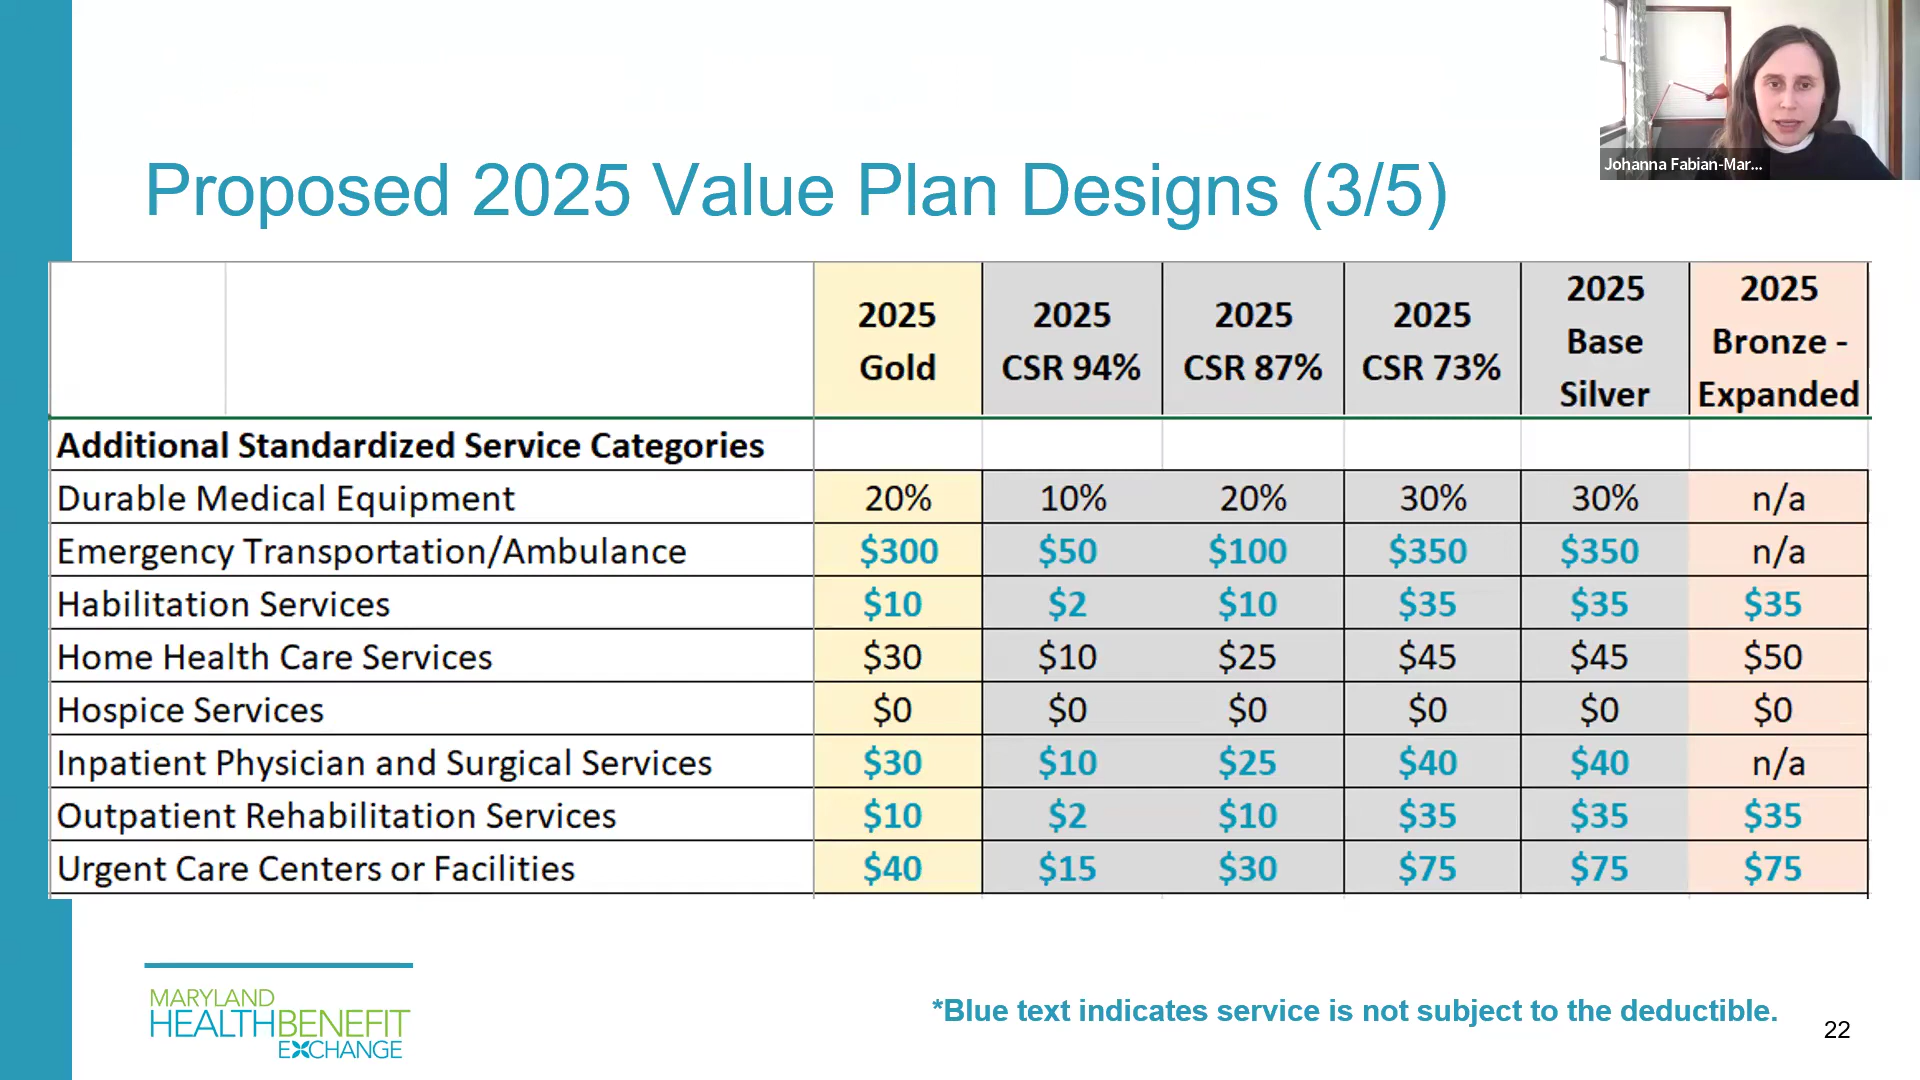 Johanna Fabian-Mar...
Proposed 2025 Value Plan Designs (3/5)
2025 Gold 2025 CSR 94% 2025 CSR 87% 2025 CSR 73% 2025 Base Silver 2025 Bronze - Expanded
Additional Standardized Service Categories
Durable Medical Equipment 20% 10% 20% 30% 30% n/a
Emergency Transportation/Ambulance $300 $50 $100 $350 $350 n/a
Habilitation Services $10 $2 $10 $35 $35 $35
Home Health Care Services $30 $10 $25 $45 $45 $50
Hospice Services $0 $0 $0 $0 $0 $0
Inpatient Physician and Surgical Services $30 $10 $25 $40 $40 n/a
Outpatient Rehabilitation Services $10 $2 $10 $35 $35 $35
Urgent Care Centers or Facilities $40 $15 $30 $75 $75 $75
MARYLAND
HEALTHBENEFIT
EXCHANGE
*Blue text indicates service is not subject to the deductible.
22